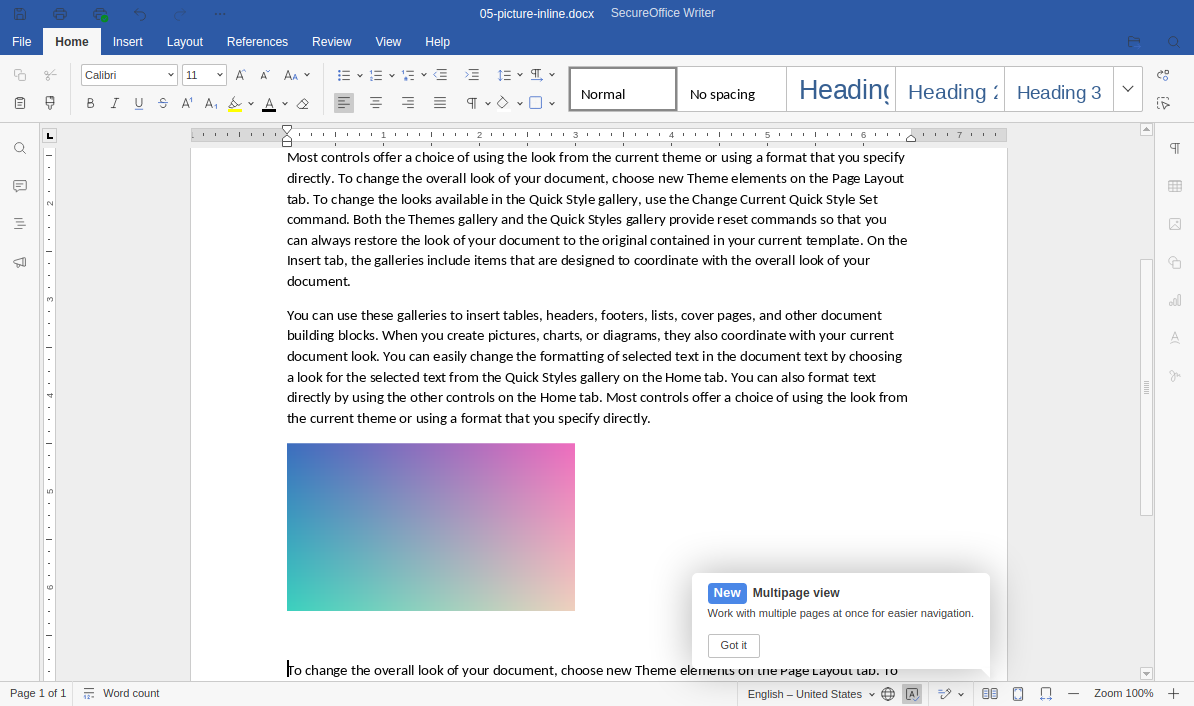 05-picture-inline.docx SecureOffice Writer
File Home Insert Layout References Review View Help
Calibri 11
Normal No spacing Heading Heading 2 Heading 3
1 2 3 4 5 6 7
2
3
4
5
6
Most controls offer a choice of using the look from the current theme or using a format that you specify
directly. To change the overall look of your document, choose new Theme elements on the Page Layout
tab. To change the looks available in the Quick Style gallery, use the Change Current Quick Style Set
command. Both the Themes gallery and the Quick Styles gallery provide reset commands so that you
can always restore the look of your document to the original contained in your current template. On the
Insert tab, the galleries include items that are designed to coordinate with the overall look of your
document.
You can use these galleries to insert tables, headers, footers, lists, cover pages, and other document
building blocks. When you create pictures, charts, or diagrams, they also coordinate with your current
document look. You can easily change the formatting of selected text in the document text by choosing
a look for the selected text from the Quick Styles gallery on the Home tab. You can also format text
directly by using the other controls on the Home tab. Most controls offer a choice of using the look from
the current theme or using a format that you specify directly.
New Multipage view
Work with multiple pages at once for easier navigation.
Got it
To change the overall look of your document, choose new Theme elements on the Page Layout tab. To
Page 1 of 1 Word count English – United States Zoom 100%